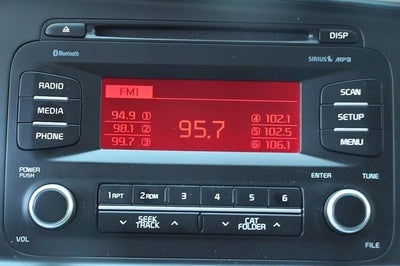 DISP
Bluetooth
SIRIUS MP3
RADIO
MEDIA
PHONE
FM1
94.9 ①
98.1 ②
99.7 ③
95.7
④ 102.1
⑤ 102.5
⑥ 106.1
SCAN
SETUP
MENU
POWER
PUSH
VOL
1 RPT
2 RDM
3
4
5
6
SEEK
TRACK
CAT
FOLDER
ENTER
TUNE
FILE